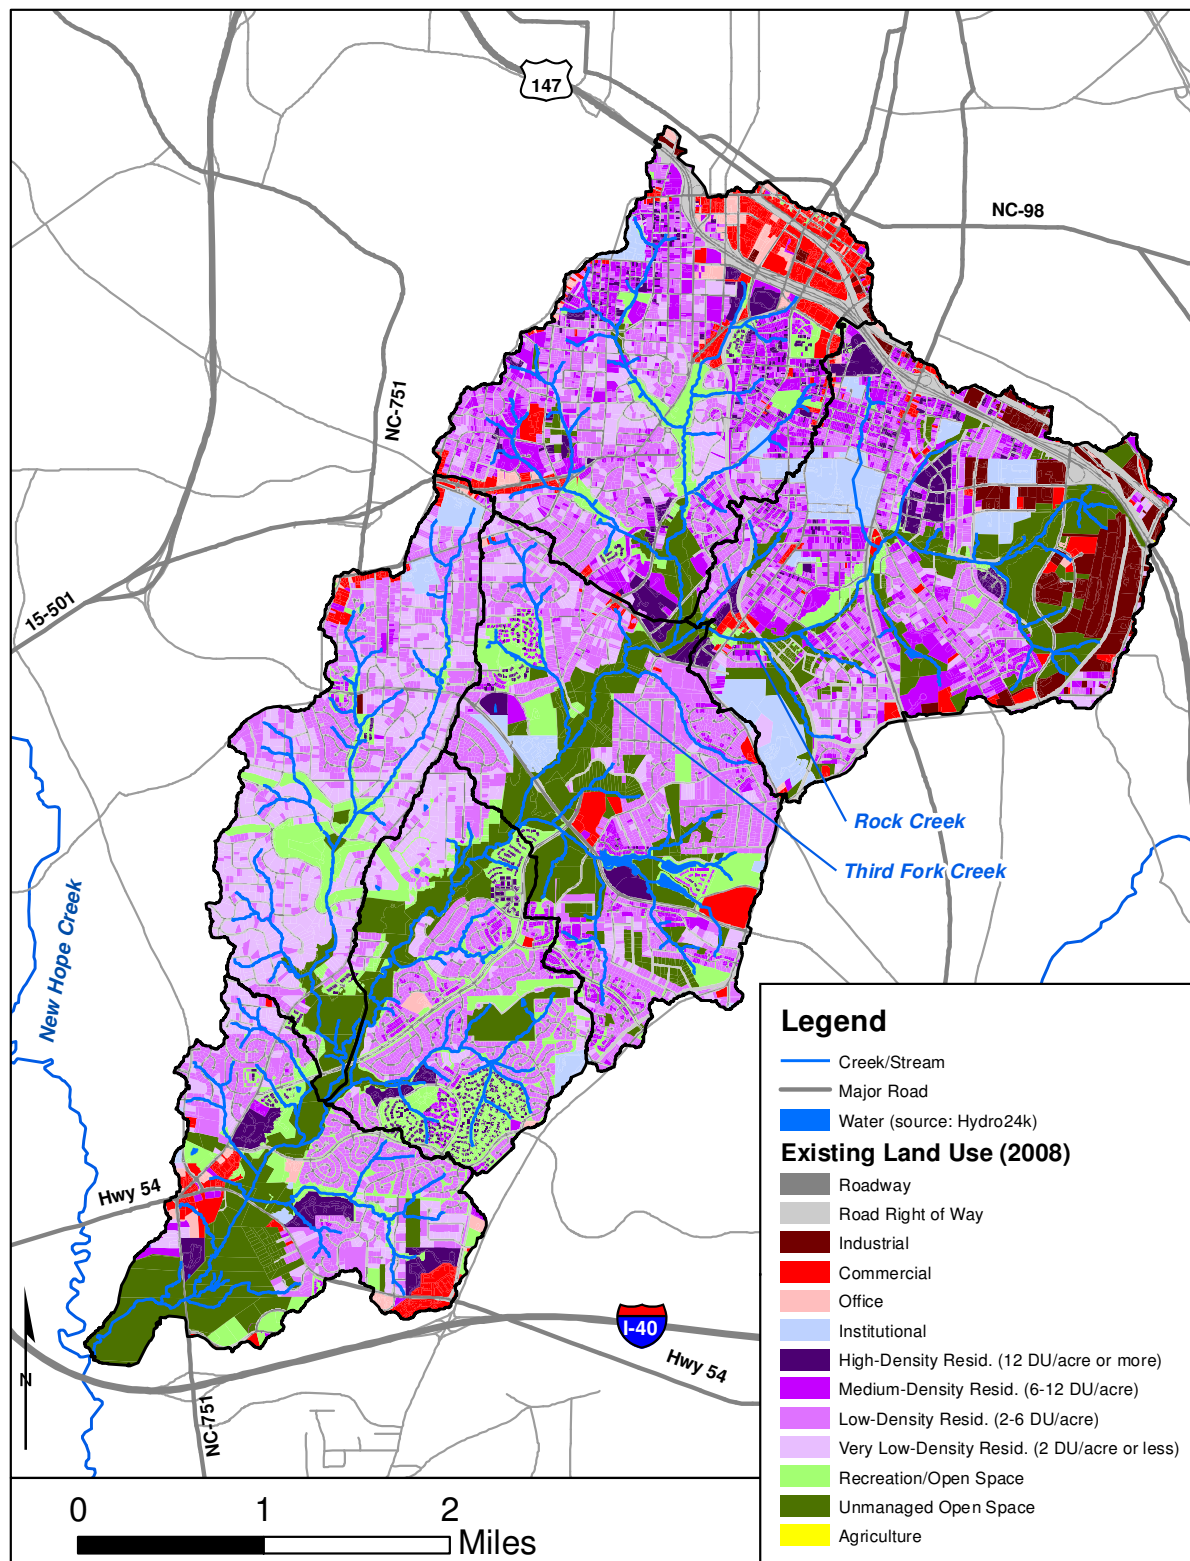 147
NC-98
NC-751
15-501
Rock Creek
Third Fork Creek
New Hope Creek
Hwy 54
I-40
Hwy 54
NC-751
N
0 1 2
Miles
Legend
Creek/Stream
Major Road
Water (source: Hydro24k)
Existing Land Use (2008)
Roadway
Road Right of Way
Industrial
Commercial
Office
Institutional
High-Density Resid. (12 DU/acre or more)
Medium-Density Resid. (6-12 DU/acre)
Low-Density Resid. (2-6 DU/acre)
Very Low-Density Resid. (2 DU/acre or less)
Recreation/Open Space
Unmanaged Open Space
Agriculture